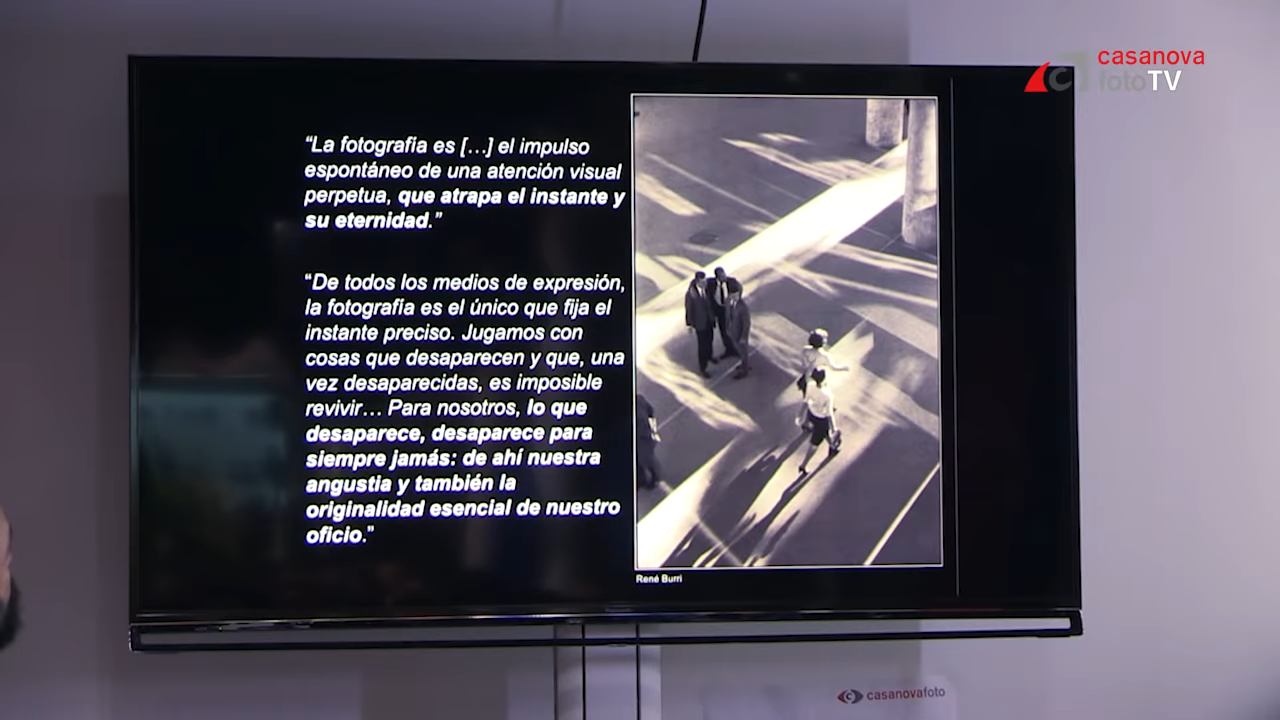 casanova
fotoTV
“La fotografía es [...] el impulso
espontáneo de una atención visual
perpetua, que atrapa el instante y
su eternidad.”
“De todos los medios de expresión,
la fotografía es el único que fija el
instante preciso. Jugamos con
cosas que desaparecen y que, una
vez desaparecidas, es imposible
revivir... Para nosotros, lo que
desaparece, desaparece para
siempre jamás: de ahí nuestra
angustia y también la
originalidad esencial de nuestro
oficio.”
René Burri
casanovafoto